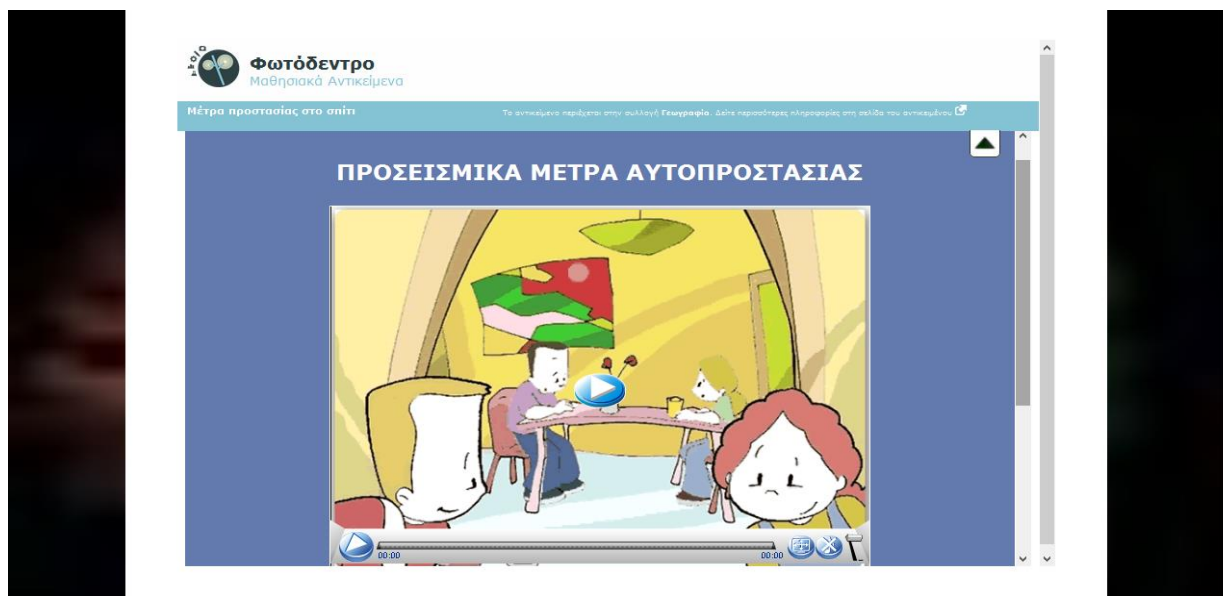 Φωτόδεντρο
Μαθησιακά Αντικείμενα
Μέτρα προστασίας στο σπίτι
Το αντικείμενο περιέχεται στην συλλογή Γεωγραφία. Δείτε περισσότερες πληροφορίες στη σελίδα του αντικειμένου
ΠΡΟΣΕΙΣΜΙΚΑ ΜΕΤΡΑ ΑΥΤΟΠΡΟΣΤΑΣΙΑΣ
00:00 00:00